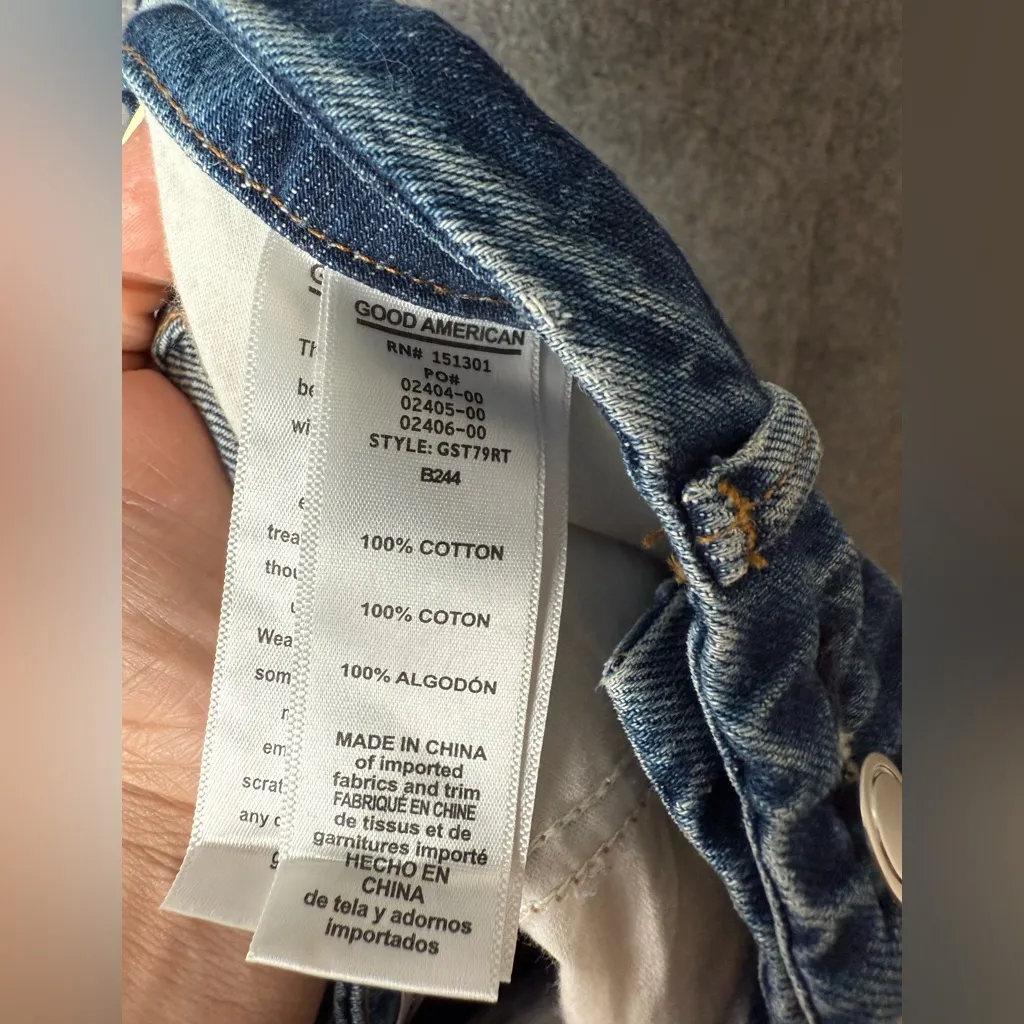 GOOD AMERICAN
RN# 151301
PO#
02404-00
02405-00
02406-00
STYLE: GST79RT
B244
100% COTTON
100% COTON
100% ALGODÓN
MADE IN CHINA
of imported
fabrics and trim
FABRIQUÉ EN CHINE
de tissus et de
garnitures importé
HECHO EN
CHINA
de tela y adornos
importados